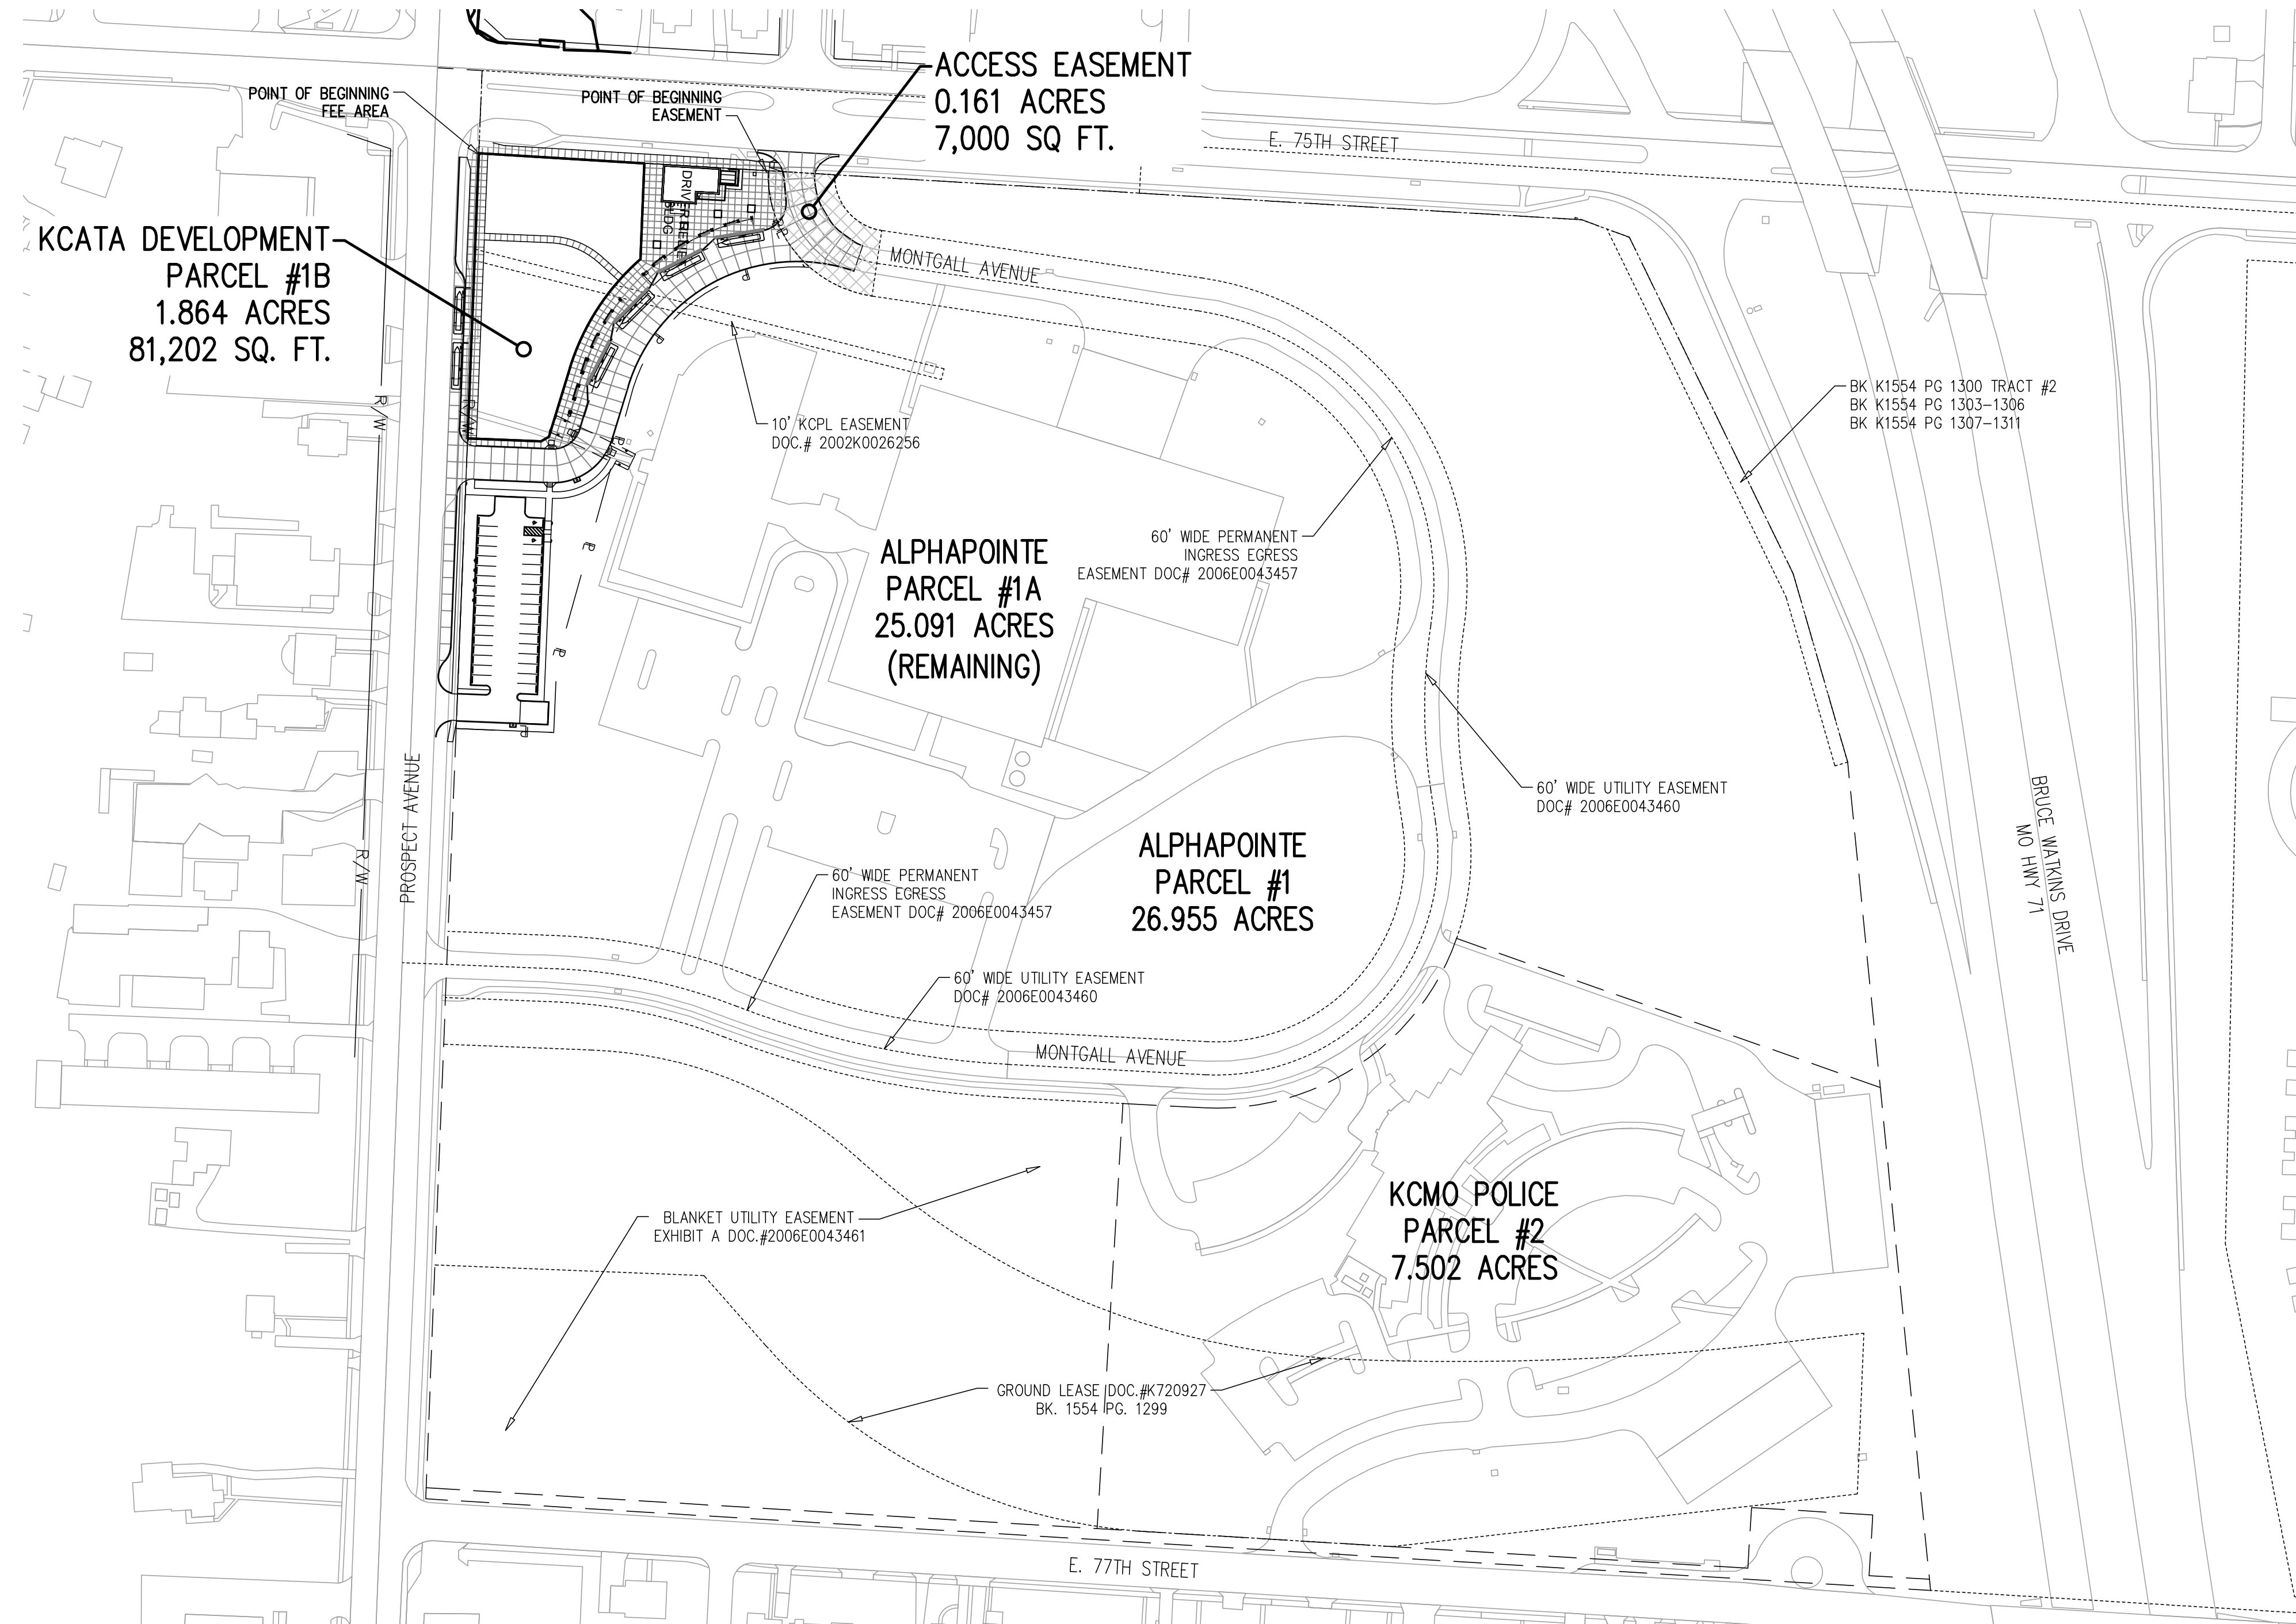 ACCESS EASEMENT
0.161 ACRES
7,000 SQ FT.
POINT OF BEGINNING
FEE AREA
POINT OF BEGINNING
EASEMENT
E. 75TH STREET
KCATA DEVELOPMENT
PARCEL #1B
1.864 ACRES
81,202 SQ. FT.
MONTGALL AVENUE
10' KCPL EASEMENT
DOC.# 2002K0026256
BK K1554 PG 1300 TRACT #2
BK K1554 PG 1303-1306
BK K1554 PG 1307-1311
R/W
R/W
60' WIDE PERMANENT
INGRESS EGRESS
EASEMENT DOC# 2006E0043457
ALPHAPOINTE
PARCEL #1A
25.091 ACRES
(REMAINING)
60' WIDE UTILITY EASEMENT
DOC# 2006E0043460
PROSPECT AVENUE
R/W
BRUCE WATKINS DRIVE
MO HWY 71
ALPHAPOINTE
PARCEL #1
26.955 ACRES
60' WIDE PERMANENT
INGRESS EGRESS
EASEMENT DOC# 2006E0043457
60' WIDE UTILITY EASEMENT
DOC# 2006E0043460
MONTGALL AVENUE
KCMO POLICE
PARCEL #2
7.502 ACRES
BLANKET UTILITY EASEMENT
EXHIBIT A DOC.#2006E0043461
GROUND LEASE DOC.#K720927
BK. 1554 PG. 1299
E. 77TH STREET